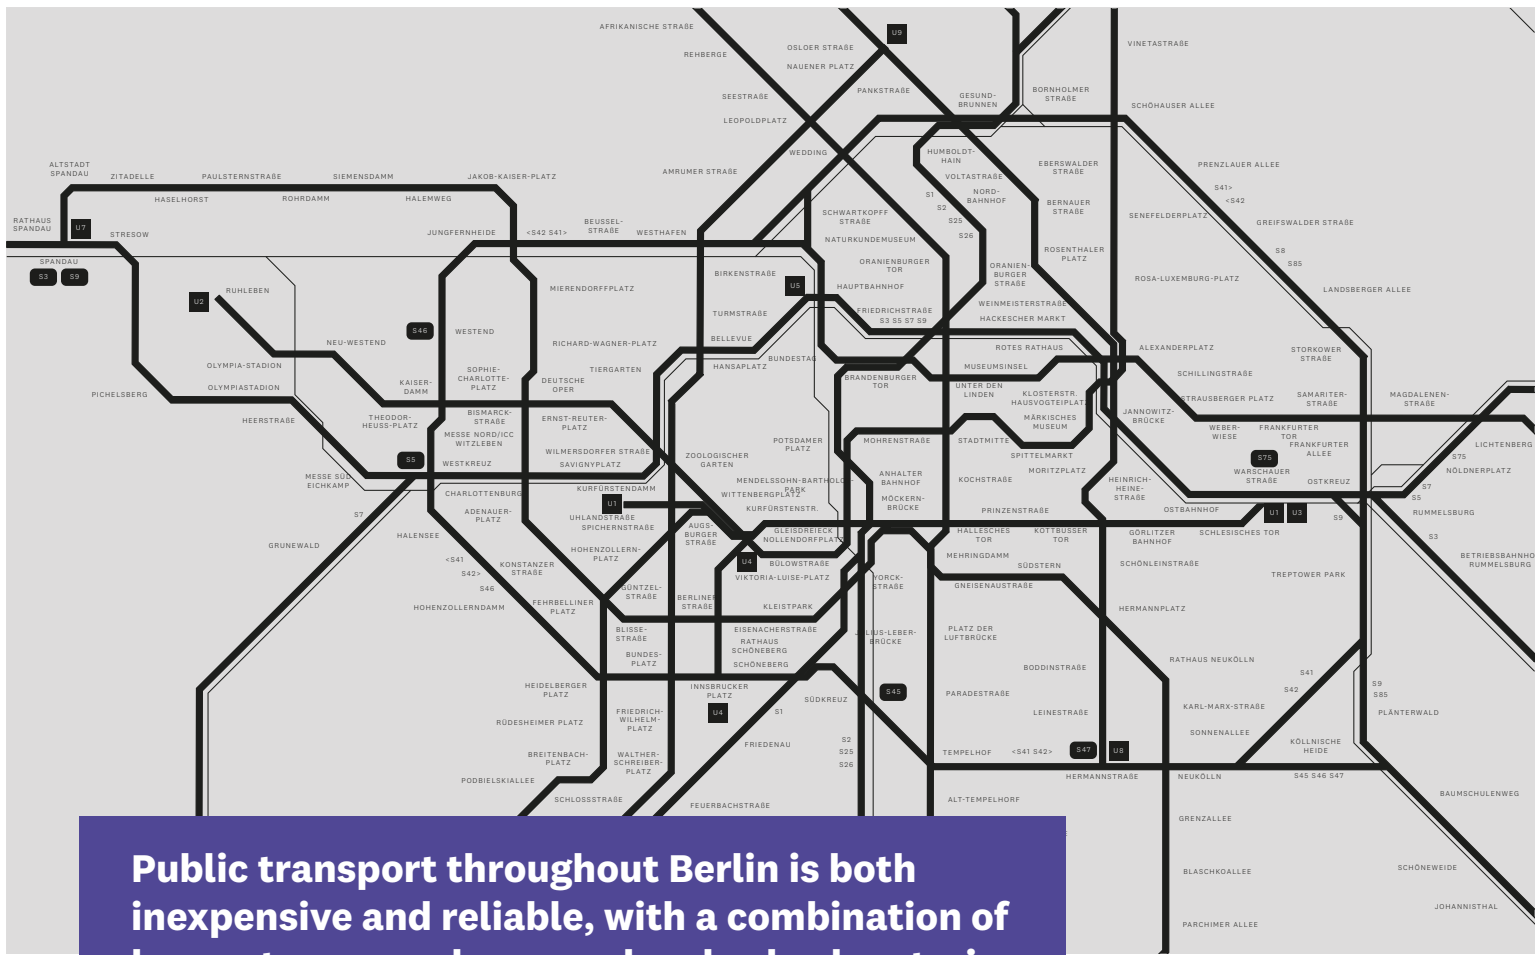 AFRIKANISCHE STRAßE
REHBERGE
OSLOER STRAßE
U9
NAUENER PLATZ
VINETASTRAßE
SEESTRAßE
PANKSTRAßE
GESUND-
BRUNNEN
BORNHOLMER
STRAßE
SCHÖHAUSER ALLEE
LEOPOLDPLATZ
WEDDING
HUMBOLDT-
HAIN
EBERSWALDER
STRAßE
PRENZLAUER ALLEE
ALTSTADT
SPANDAU
ZITADELLE
PAULSTERNSTRAßE
SIEMENSDAMM
JAKOB-KAISER-PLATZ
AMRUMER STRAßE
VOLTASTRAßE
S41>
<S42
HASELHORST
ROHRDAMM
HALEMWEG
S1
S2
S25
S26
NORD-
BAHNHOF
BERNAUER
STRAßE
SENEFELDERPLATZ
GREIFSWALDER STRAßE
RATHAUS
SPANDAU
U7
STRESOW
JUNGFERNHEIDE
<S42 S41>
BEUSSEL-
STRAßE
WESTHAFEN
SCHWARTKOPFF
STRAßE
NATURKUNDEMUSEUM
ROSENTHALER
PLATZ
S8
S85
SPANDAU
S3
S9
BIRKENSTRAßE
ORANIENBURGER
TOR
ORANIEN-
BURGER
STRAßE
ROSA-LUXEMBURG-PLATZ
LANDSBERGER ALLEE
U2
RUHLEBEN
MIERENDORFFPLATZ
U5
HAUPTBAHNHOF
WEINMEISTERSTRAßE
TURMSTRAßE
FRIEDRICHSTRAßE
S3 S5 S7 S9
HACKESCHER MARKT
S46
WESTEND
NEU-WESTEND
RICHARD-WAGNER-PLATZ
BELLEVUE
ROTES RATHAUS
ALEXANDERPLATZ
STORKOWER
STRAßE
OLYMPIA-STADION
SOPHIE-
CHARLOTTE-
PLATZ
TIERGARTEN
HANSAPLATZ
BUNDESTAG
MUSEUMSINSEL
SCHILLINGSTRAßE
OLYMPIASTADION
KAISER-
DAMM
DEUTSCHE
OPER
BRANDENBURGER
TOR
UNTER DEN
LINDEN
KLOSTERSTR.
HAUSVOGTEIPLATZ
STRAUSBERGER PLATZ
SAMARITER-
STRAßE
MAGDALENEN-
STRAßE
PICHELSBERG
HEERSTRAßE
THEODOR-
HEUSS-PLATZ
BISMARCK-
STRAßE
ERNST-REUTER-
PLATZ
MÄRKISCHES
MUSEUM
JANNOWITZ-
BRÜCKE
WEBER-
WIESE
FRANKFURTER
TOR
MESSE NORD/ICC
WITZLEBEN
POTSDAMER
PLATZ
MOHRENSTRAßE
STADTMITTE
FRANKFURTER
ALLEE
LICHTENBERG
S5
WESTKREUZ
WILMERSDORFER STRAßE
SAVIGNYPLATZ
ZOOLOGISCHER
GARTEN
SPITTELMARKT
S75
S75
MESSE SÜD
EICHKAMP
MENDELSSOHN-BARTHOLDY-
PARK
ANHALTER
BAHNHOF
KOCHSTRAßE
MORITZPLATZ
HEINRICH-
HEINE-
STRAßE
WARSCHAUER
STRAßE
OSTKREUZ
NÖLDNERPLATZ
CHARLOTTENBURG
KURFÜRSTENDAMM
WITTENBERGPLATZ
S7
S5
U1
UHLANDSTRAßE
SPICHERNSTRAßE
KURFÜRSTENSTR.
MÖCKERN-
BRÜCKE
PRINZENSTRAßE
OSTBAHNHOF
U1
U3
S9
RUMMELSBURG
S7
ADENAUER-
PLATZ
AUGS-
BURGER
STRAßE
GLEISDREIECK
NOLLENDORFPLATZ
HALLESCHES
TOR
KOTTBUSSER
TOR
GÖRLITZER
BAHNHOF
SCHLESISCHES TOR
S3
GRUNEWALD
HALENSEE
HOHENZOLLERN-
PLATZ
U4
BÜLOWSTRAßE
MEHRINGDAMM
SÜDSTERN
SCHÖNLEINSTRAßE
BETRIEBSBAHNHO
RUMMELSBURG
<S41
S42>
S46
KONSTANZER
STRAßE
VIKTORIA-LUISE-PLATZ
YORCK-
STRAßE
GNEISENAUSTRAßE
TREPTOWER PARK
GÜNTZEL-
STRAßE
BERLINER
STRAßE
HOHENZOLLERNDAMM
FEHRBELLINER
PLATZ
KLEISTPARK
HERMANNPLATZ
BLISSE-
STRAßE
EISENACHERSTRAßE
JULIUS-LEBER-
BRÜCKE
PLATZ DER
LUFTBRÜCKE
RATHAUS
SCHÖNEBERG
BUNDES-
PLATZ
SCHÖNEBERG
BODDINSTRAßE
RATHAUS NEUKÖLLN
S41
S42
HEIDELBERGER
PLATZ
INNSBRUCKER
PLATZ
SÜDKREUZ
S45
PARADESTRAßE
S9
S85
U4
S1
LEINESTRAßE
KARL-MARX-STRAßE
PLÄNTERWALD
RÜDESHEIMER PLATZ
FRIEDRICH-
WILHELM-
PLATZ
FRIEDENAU
S2
S25
S26
SONNENALLEE
KÖLLNISCHE
HEIDE
BREITENBACH-
PLATZ
WALTHER-
SCHREIBER-
PLATZ
TEMPELHOF
<S41 S42>
S47
U8
PODBIELSKIALLEE
HERMANNSTRAßE
NEUKÖLLN
S45 S46 S47
SCHLOSSSTRAßE
FEUERBACHSTRAßE
ALT-TEMPELHORF
BAUMSCHULENWEG
GRENZALLEE
BLASCHKOALLEE
SCHÖNEWEIDE
JOHANNISTHAL
PARCHIMER ALLEE
Public transport throughout Berlin is both
inexpensive and reliable, with a combination of